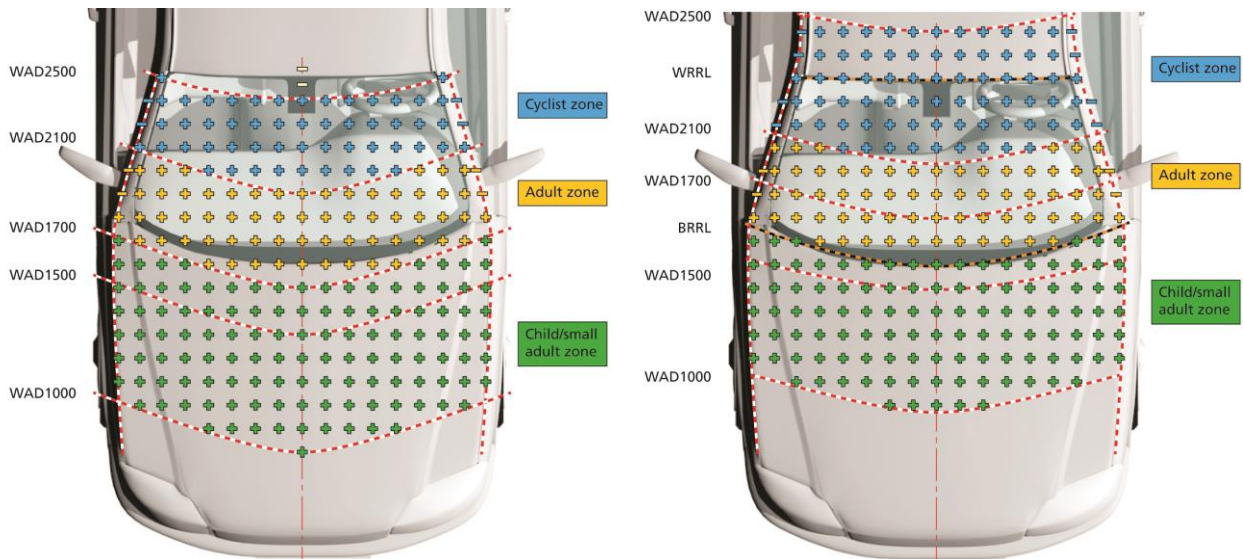 WAD2500
WAD2100
WAD1700
WAD1500
WAD1000
Cyclist zone
Adult zone
Child/small
adult zone
WAD2500
WRRL
WAD2100
WAD1700
BRRL
WAD1500
WAD1000
Cyclist zone
Adult zone
Child/small
adult zone